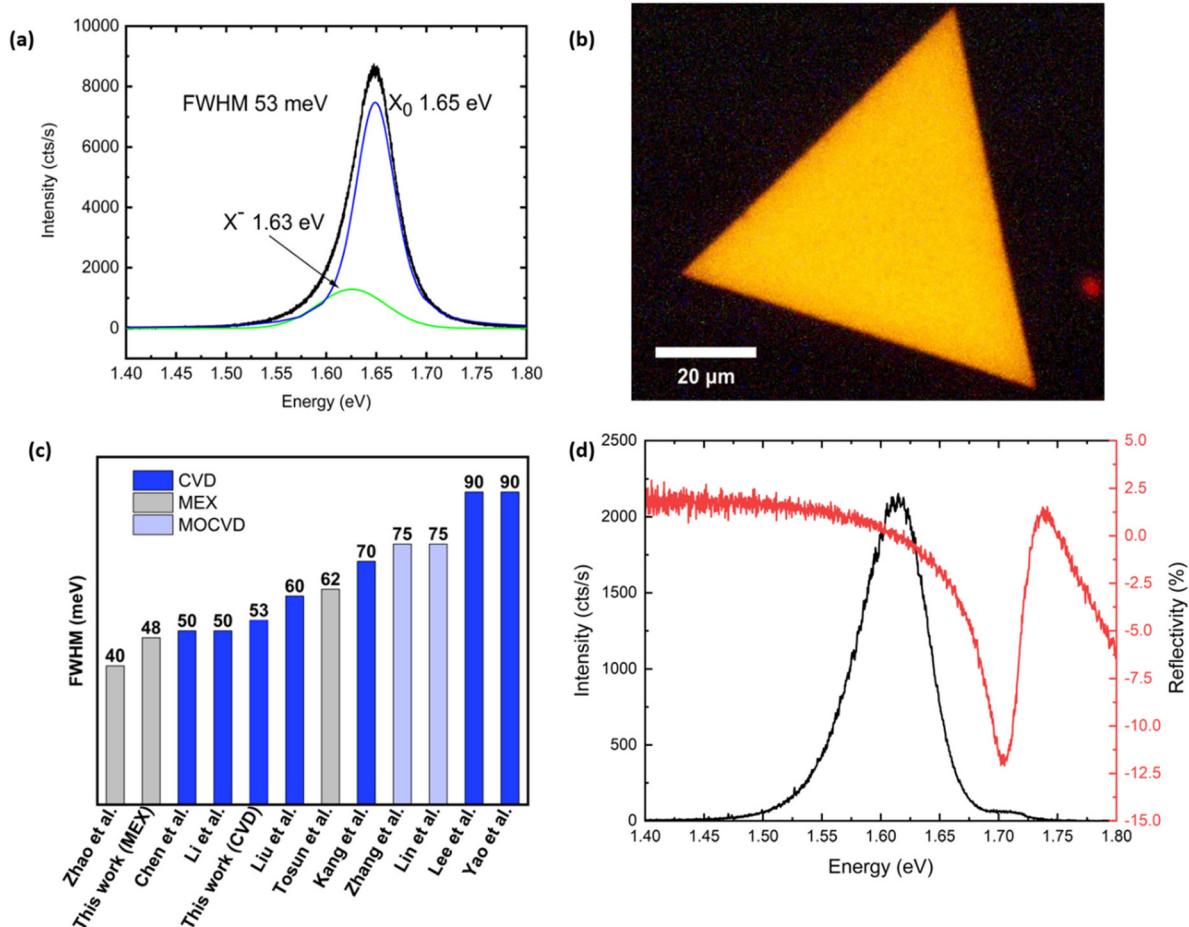 (a)
10000
8000
6000
4000
2000
0
Intensity (cts/s)
FWHM 53 meV
X0 1.65 eV
X- 1.63 eV
1.40 1.45 1.50 1.55 1.60 1.65 1.70 1.75 1.80
Energy (eV)
(b)
20 µm
(c)
CVD
MEX
MOCVD
FWHM (meV)
40 48 50 50 53 60 62 70 75 75 90 90
Zhao et al.
This work (MEX)
Chen et al.
Li et al.
This work (CVD)
Liu et al.
Tosun et al.
Kang et al.
Zhang et al.
Lin et al.
Lee et al.
Yao et al.
(d)
2500
2000
1500
1000
500
0
Intensity (cts/s)
5.0
2.5
0.0
-2.5
-5.0
-7.5
-10.0
-12.5
-15.0
Reflectivity (%)
1.40 1.45 1.50 1.55 1.60 1.65 1.70 1.75 1.80
Energy (eV)